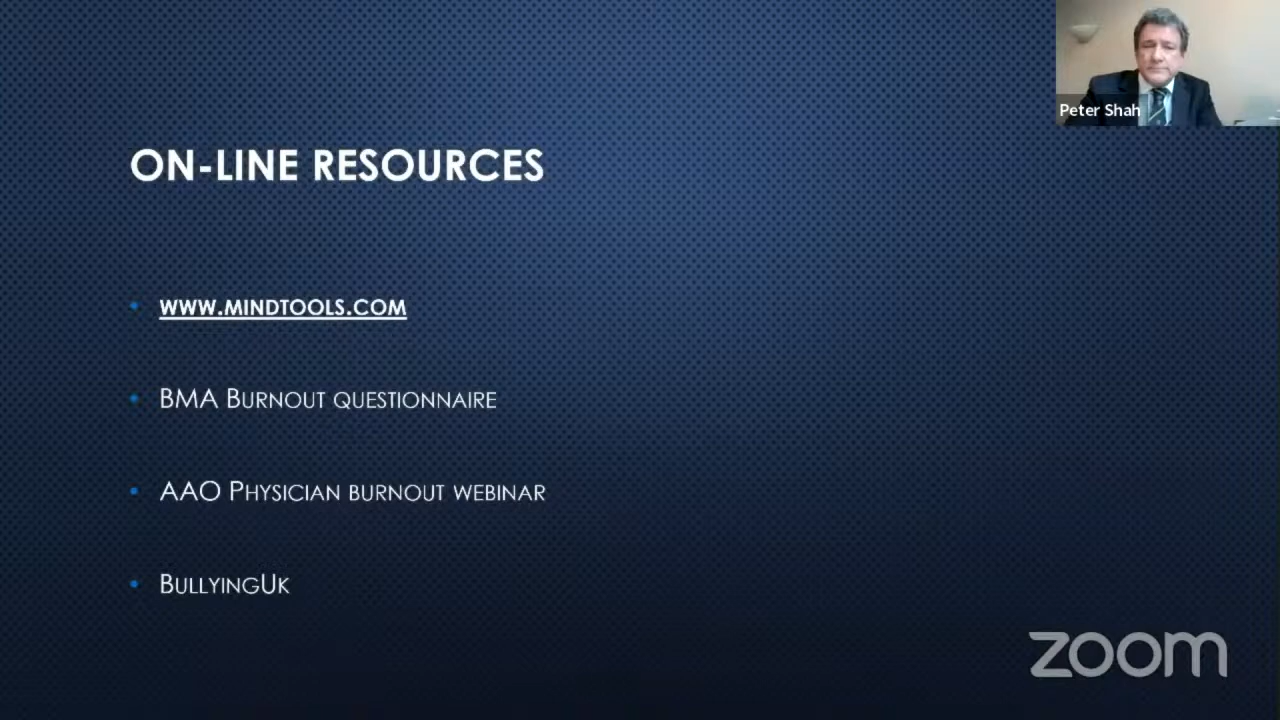 Peter Shah
ON-LINE RESOURCES
• WWW.MINDTOOLS.COM
• BMA BURNOUT QUESTIONNAIRE
• AAO PHYSICIAN BURNOUT WEBINAR
• BULLYINGUK
zoom